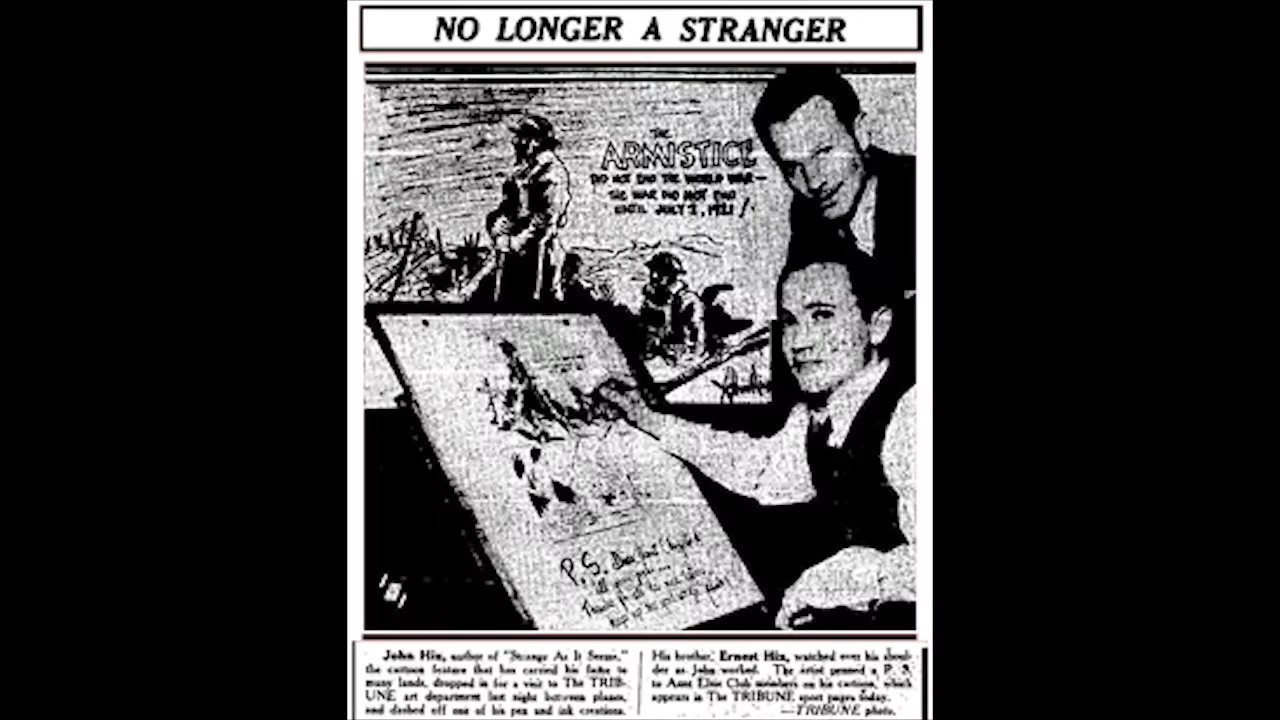 NO LONGER A STRANGER
THE
ARMISTICE
DID NOT END THE WORLD WAR—
THE WAR DID NOT END
UNTIL JULY 2, 1921!
P.S.
John Hix, author of "Strange As It Seems,"
the cartoon feature that has carried his fame to
many lands, dropped in for a visit to The TRIB-
UNE art department last night between planes,
and dashed off one of his pen and ink creations.
His brother, Ernest Hix, watched over his shoul-
der as John worked. The artist penned a P. S.
to Aunt Elsie Club members on his cartoon, which
appears in The TRIBUNE sport pages today.
—TRIBUNE photo.